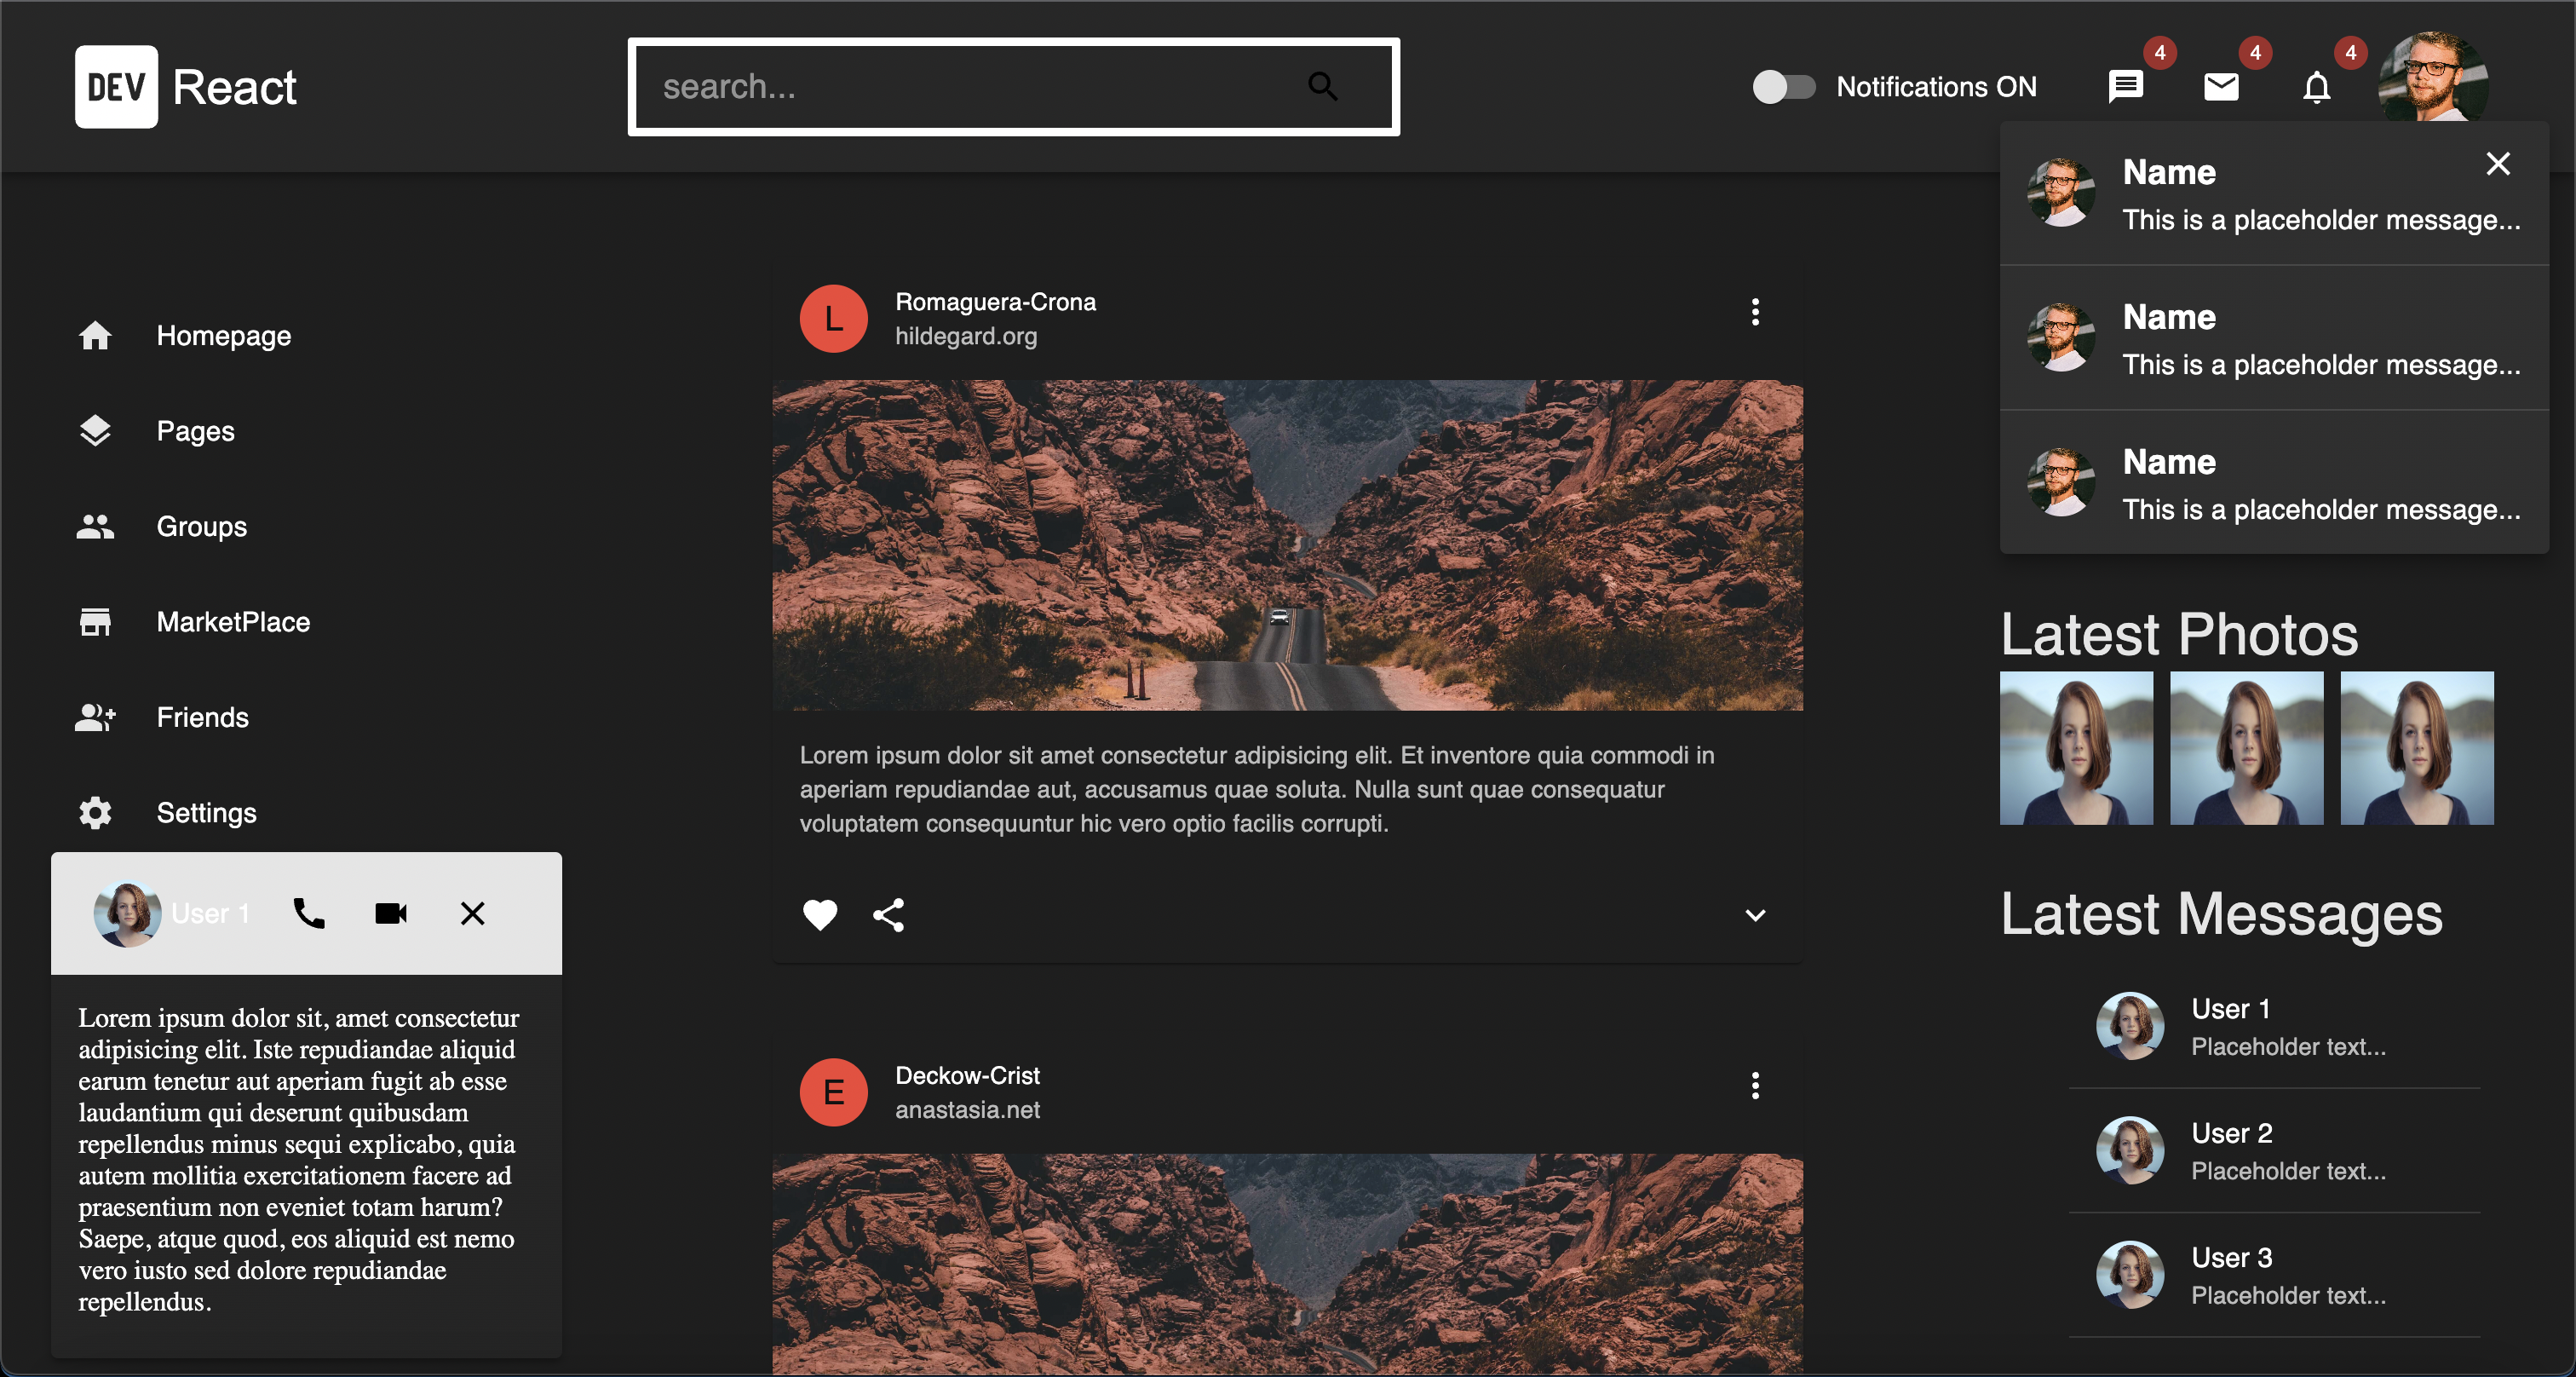 DEV React
search...
Notifications ON
4
4
4
Name
This is a placeholder message...
Name
This is a placeholder message...
Name
This is a placeholder message...
Homepage
Pages
Groups
MarketPlace
Friends
Settings
User 1
Lorem ipsum dolor sit, amet consectetur
adipisicing elit. Iste repudiandae aliquid
earum tenetur aut aperiam fugit ab esse
laudantium qui deserunt quibusdam
repellendus minus sequi explicabo, quia
autem mollitia exercitationem facere ad
praesentium non eveniet totam harum?
Saepe, atque quod, eos aliquid est nemo
vero iusto sed dolore repudiandae
repellendus.
L
Romaguera-Crona
hildegard.org
Lorem ipsum dolor sit amet consectetur adipisicing elit. Et inventore quia commodi in
aperiam repudiandae aut, accusamus quae soluta. Nulla sunt quae consequatur
voluptatem consequuntur hic vero optio facilis corrupti.
E
Deckow-Crist
anastasia.net
Latest Photos
Latest Messages
User 1
Placeholder text...
User 2
Placeholder text...
User 3
Placeholder text...